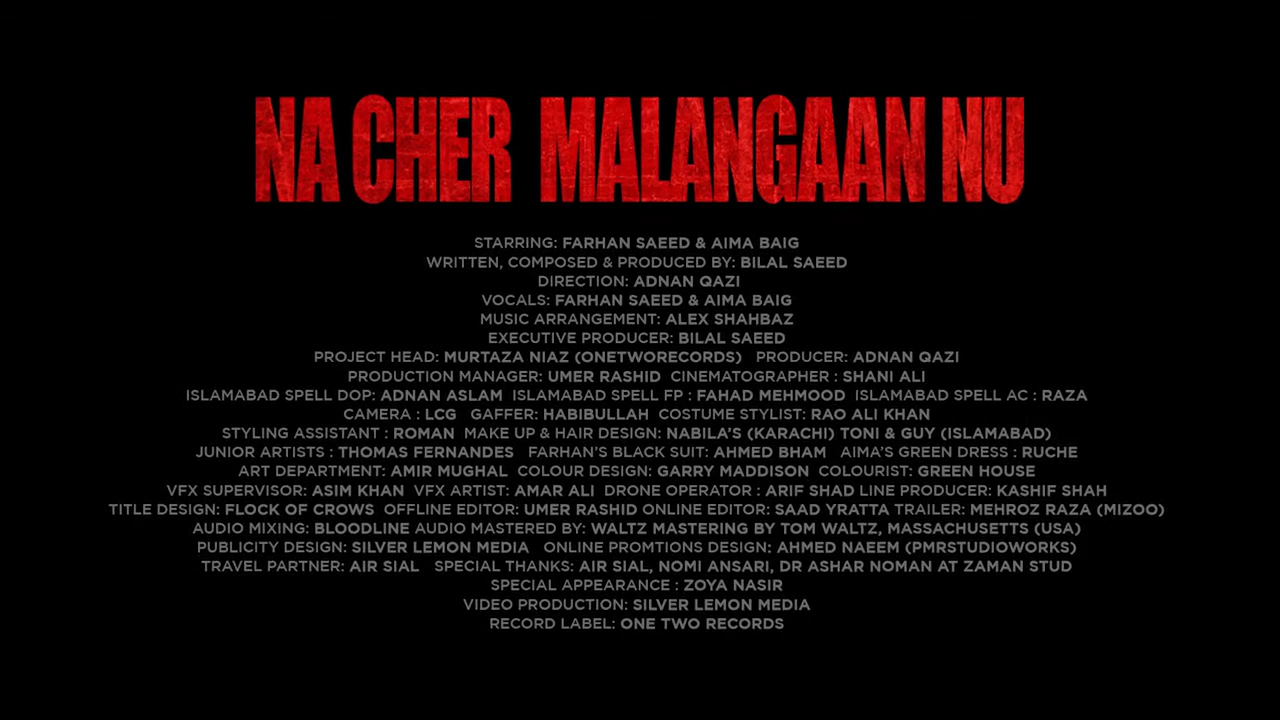 NA CHER MALANGAAN NU
STARRING: FARHAN SAEED & AIMA BAIG
WRITTEN, COMPOSED & PRODUCED BY: BILAL SAEED
DIRECTION: ADNAN QAZI
VOCALS: FARHAN SAEED & AIMA BAIG
MUSIC ARRANGEMENT: ALEX SHAHBAZ
EXECUTIVE PRODUCER: BILAL SAEED
PROJECT HEAD: MURTAZA NIAZ (ONETWORECORDS) PRODUCER: ADNAN QAZI
PRODUCTION MANAGER: UMER RASHID CINEMATOGRAPHER : SHANI ALI
ISLAMABAD SPELL DOP: ADNAN ASLAM ISLAMABAD SPELL FP : FAHAD MEHMOOD ISLAMABAD SPELL AC : RAZA
CAMERA : LCG GAFFER: HABIBULLAH COSTUME STYLIST: RAO ALI KHAN
STYLING ASSISTANT : ROMAN MAKE UP & HAIR DESIGN: NABILA'S (KARACHI) TONI & GUY (ISLAMABAD)
JUNIOR ARTISTS : THOMAS FERNANDES FARHAN'S BLACK SUIT: AHMED BHAM AIMA'S GREEN DRESS : RUCHE
ART DEPARTMENT: AMIR MUGHAL COLOUR DESIGN: GARRY MADDISON COLOURIST: GREEN HOUSE
VFX SUPERVISOR: ASIM KHAN VFX ARTIST: AMAR ALI DRONE OPERATOR : ARIF SHAD LINE PRODUCER: KASHIF SHAH
TITLE DESIGN: FLOCK OF CROWS OFFLINE EDITOR: UMER RASHID ONLINE EDITOR: SAAD YRATTA TRAILER: MEHROZ RAZA (MIZOO)
AUDIO MIXING: BLOODLINE AUDIO MASTERED BY: WALTZ MASTERING BY TOM WALTZ, MASSACHUSETTS (USA)
PUBLICITY DESIGN: SILVER LEMON MEDIA ONLINE PROMTIONS DESIGN: AHMED NAEEM (PMRSTUDIOWORKS)
TRAVEL PARTNER: AIR SIAL SPECIAL THANKS: AIR SIAL, NOMI ANSARI, DR ASHAR NOMAN AT ZAMAN STUD
SPECIAL APPEARANCE : ZOYA NASIR
VIDEO PRODUCTION: SILVER LEMON MEDIA
RECORD LABEL: ONE TWO RECORDS